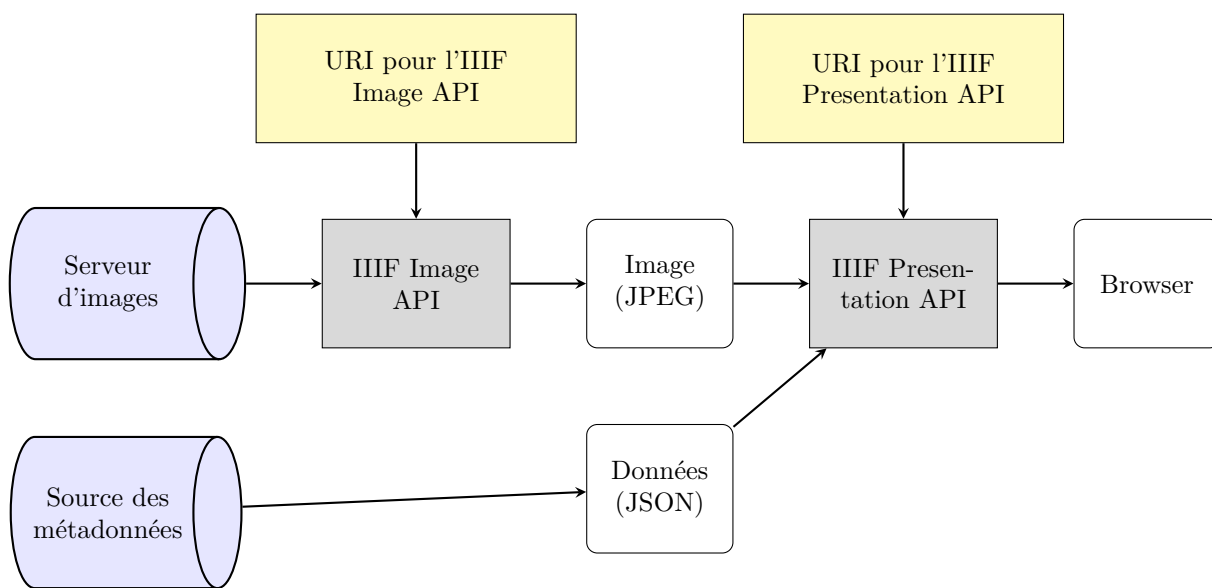 URI pour l'IIIF
Image API
URI pour l'IIIF
Presentation API
Serveur
d'images
IIIF Image
API
Image
(JPEG)
IIIF Presen-
tation API
Browser
Source des
métadonnées
Données
(JSON)